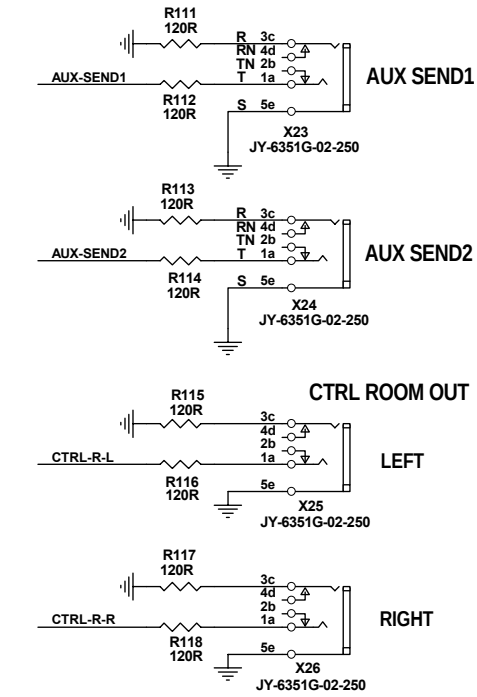 R111
120R
R 3c
RN 4d
TN 2b
AUX-SEND1
T 1a
AUX SEND1
R112
120R
S 5e
X23
JY-6351G-02-250
R113
120R
R 3c
RN 4d
TN 2b
AUX-SEND2
T 1a
AUX SEND2
R114
120R
S 5e
X24
JY-6351G-02-250
CTRL ROOM OUT
R115
120R
3c
4d
2b
CTRL-R-L
1a
LEFT
R116
120R
5e
X25
JY-6351G-02-250
R117
120R
3c
4d
2b
CTRL-R-R
1a
RIGHT
R118
120R
5e
X26
JY-6351G-02-250